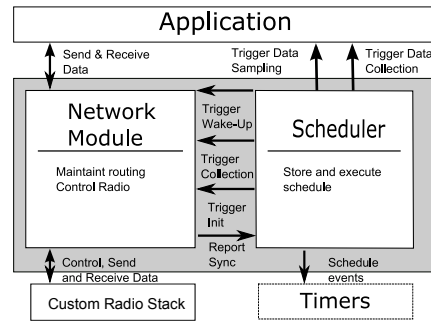 Application
Send & Receive
Data
Trigger Data
Sampling
Trigger Data
Collection
Network
Module
Maintaint routing
Control Radio
Trigger
Wake-Up
Trigger
Collection
Trigger
Init
Report
Sync
Scheduler
Store and execute
schedule
Control, Send
and Receive Data
Schedule
events
Custom Radio Stack
Timers